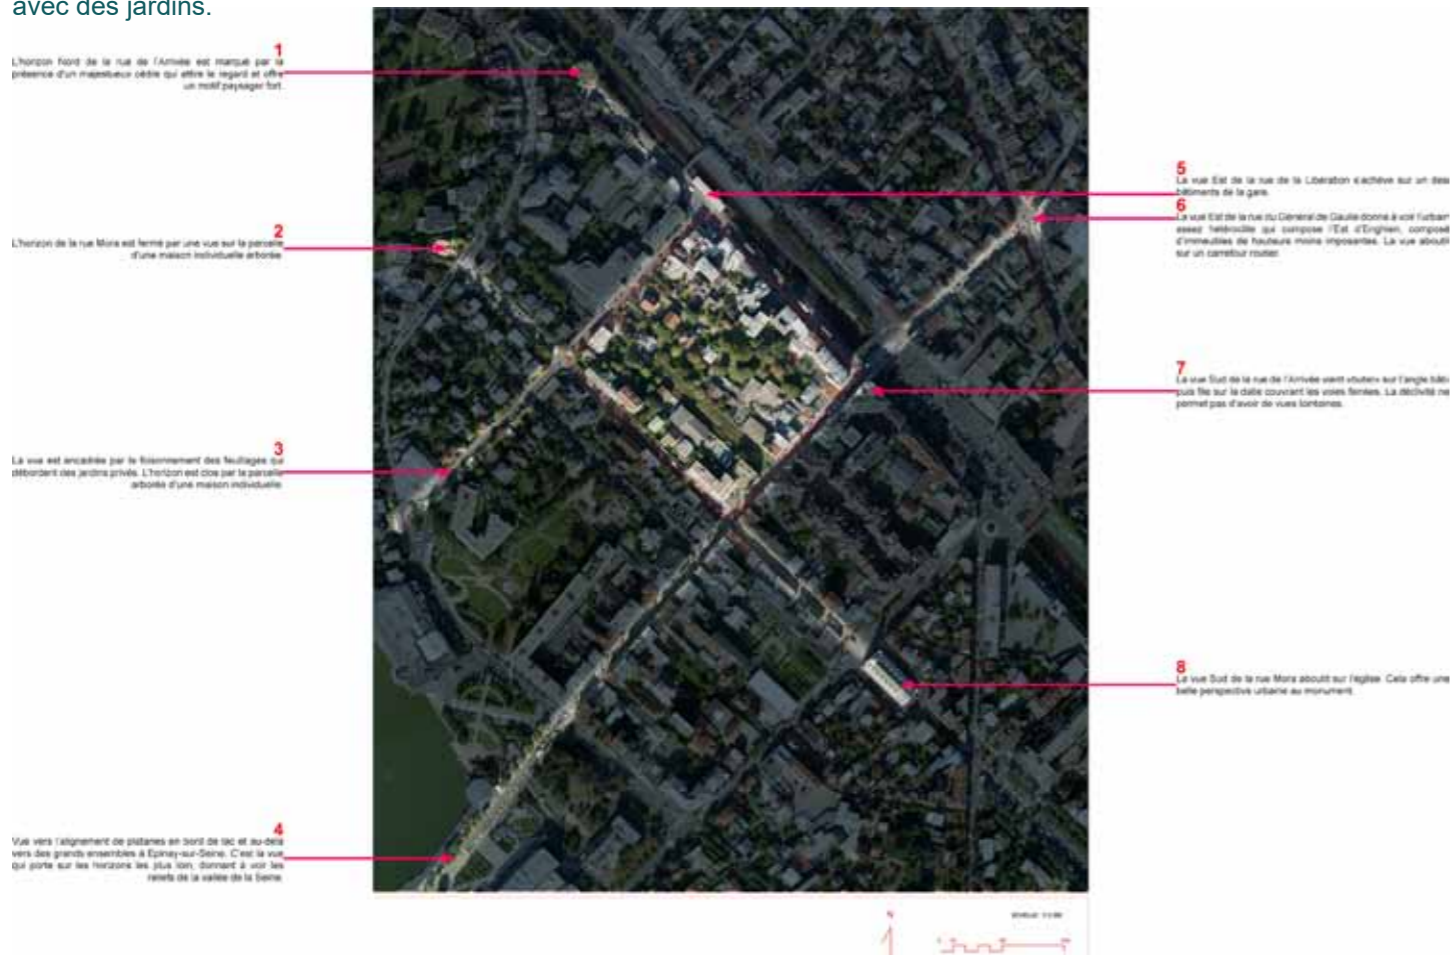 avec des jardins.
1
L'horizon Nord de la rue de l'Arrivée est marqué par la
présence d'un majestueux cèdre qui attire le regard et offre
un motif paysager fort.
2
L'horizon de la rue Mora est fermé par une vue sur la parcelle
d'une maison individuelle arborée.
3
La vue est encadrée par le foisonnement des feuillages qui
débordent des jardins privés. L'horizon est clos par la parcelle
arborée d'une maison individuelle.
4
Vue vers l'alignement de platanes en bord de lac et au-delà
vers des grands ensembles à Epinay-sur-Seine. C'est la vue
qui porte sur les horizons les plus loin, donnant à voir les
reliefs de la vallée de la Seine.
5
La vue Est de la rue de la Libération s'achève sur un des
bâtiments de la gare.
6
La vue Est de la rue du Général de Gaulle donne à voir l'urban
assez hétéroclite qui compose l'Est d'Enghien, composé
d'immeubles de hauteurs moins imposantes. La vue aboutit
sur un carrefour routier.
7
La vue Sud de la rue de l'Arrivée vient «buter» sur l'angle bâti
puis file sur la dalle couvrant les voies ferrées. La déclivité ne
permet pas d'avoir de vues lointaines.
8
La vue Sud de la rue Mora aboutit sur l'église. Cela offre une
belle perspective urbaine au monument.
N
0